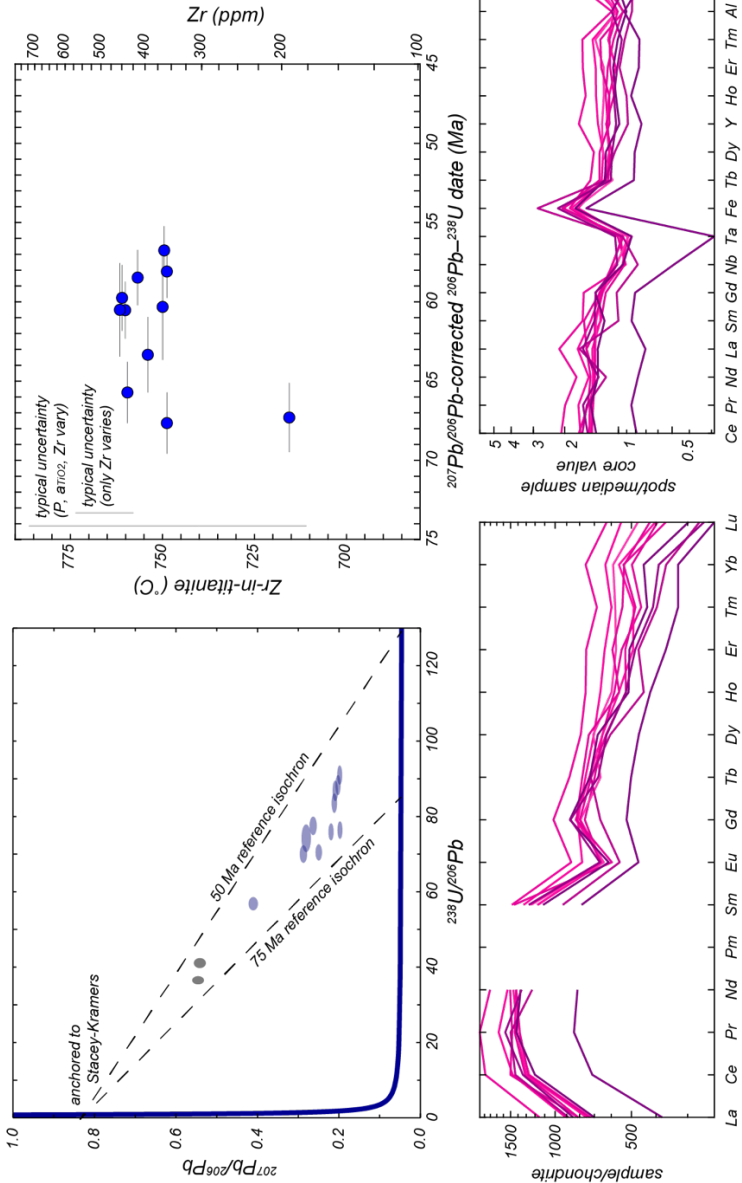 1.0
0.8
0.6
0.4
0.2
0.0
²⁰⁷Pb/²⁰⁶Pb
anchored to
Stacey-Kramers
50 Ma reference isochron
75 Ma reference isochron
0 20 40 60 80 100 120
²³⁸U/²⁰⁶Pb
Zr (ppm)
700
600
500
400
300
200
100
775
750
725
700
Zr-in-titanite (°C)
typical uncertainty
(P, aTiO2, Zr vary)
typical uncertainty
(only Zr varies)
75 70 65 60 55 50 45
²⁰⁷Pb/²⁰⁶Pb-corrected ²⁰⁶Pb–²³⁸U date (Ma)
1500
1000
500
sample/chondrite
La Ce Pr Nd Pm Sm Eu Gd Tb Dy Ho Er Tm Yb Lu
5
4
3
2
1
0.5
spot/median sample
core value
Ce Pr Nd La Sm Gd Nb Ta Fe Tb Dy Y Ho Er Tm Al